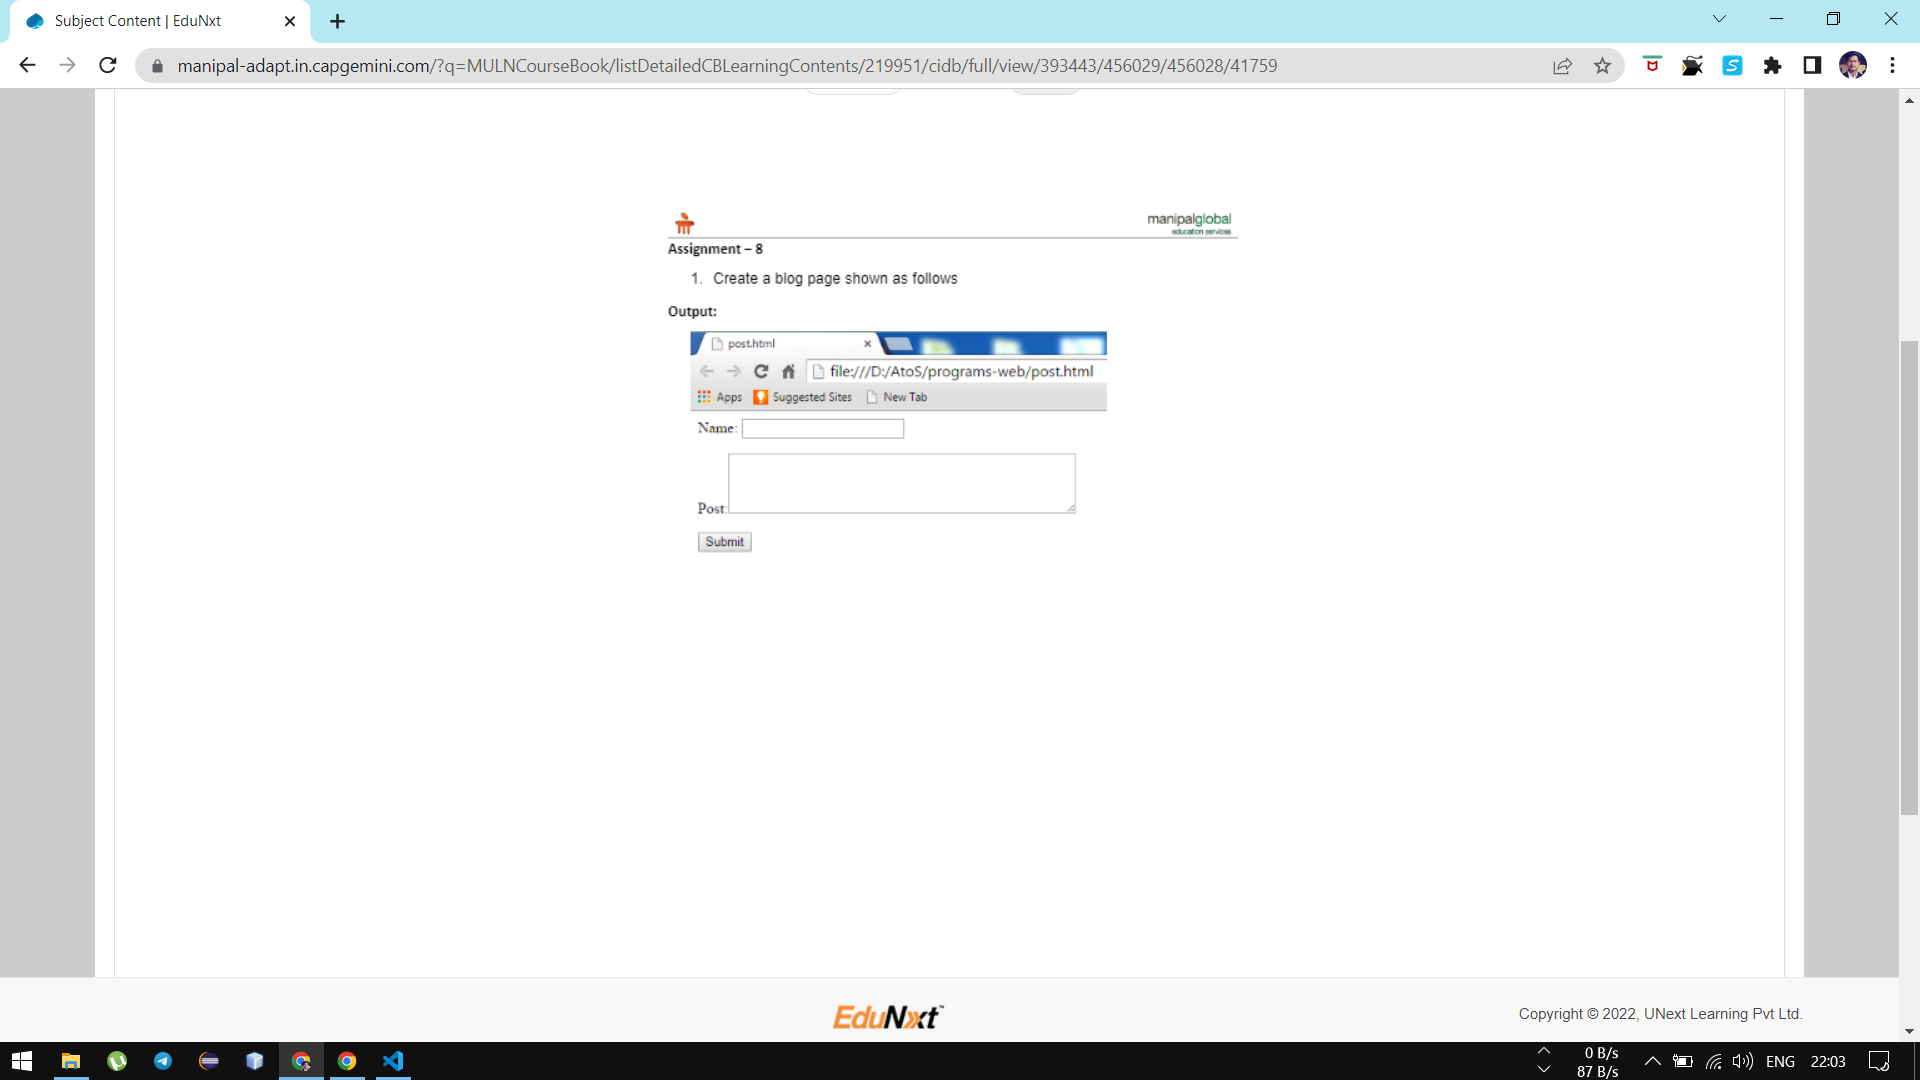 Subject Content | EduNxt
manipal-adapt.in.capgemini.com/?q=MULNCourseBook/listDetailedCBLearningContents/219951/cidb/full/view/393443/456029/456028/41759
manipalglobal
education services
Assignment – 8
1. Create a blog page shown as follows
Output:
post.html
file:///D:/AtoS/programs-web/post.html
Apps Suggested Sites New Tab
Name:
Post:
Submit
EduNxt™
Copyright © 2022, UNext Learning Pvt Ltd.
0 B/s
87 B/s
ENG 22:03